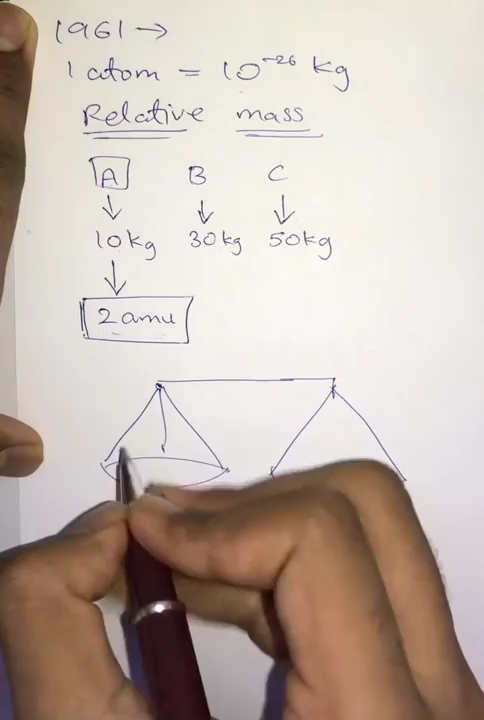 1961 →
1 atom = 10⁻²⁶ kg
Relative mass
A B C
↓ ↓ ↓
10kg 30kg 50kg
↓
2 amu